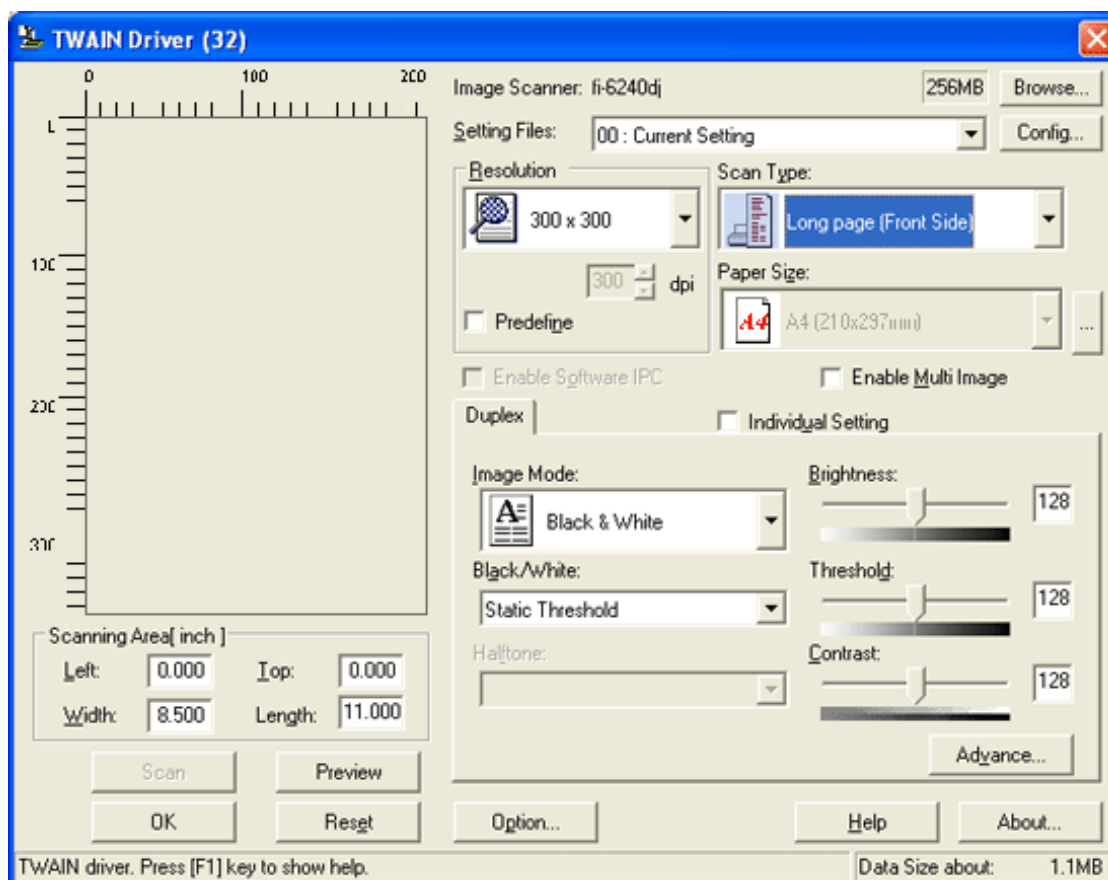 TWAIN Driver (32)
0 100 200
Image Scanner: fi-6240dj 256MB Browse...
Setting Files: 00 : Current Setting Config...
Resolution
Scan Type:
300 x 300
Long page (Front Side)
300 dpi
Paper Size:
Predefine
A4 A4 (210x297mm) ...
Enable Software IPC Enable Multi Image
Duplex Individual Setting
Image Mode: Brightness:
A Black & White 128
Black/White: Threshold:
Static Threshold 128
Halftone: Contrast:
128
Advance...
100
200
300
Scanning Area[ inch ]
Left: 0.000 Top: 0.000
Width: 8.500 Length: 11.000
Scan Preview
OK Reset Option... Help About...
TWAIN driver. Press [F1] key to show help. Data Size about: 1.1MB